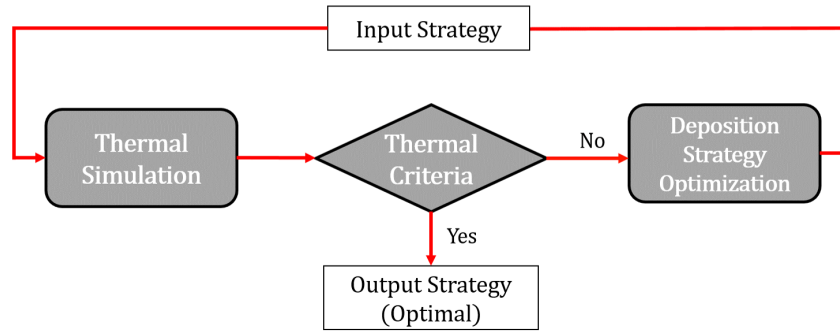 Input Strategy
Thermal
Simulation
Thermal
Criteria
No
Deposition
Strategy
Optimization
Yes
Output Strategy
(Optimal)